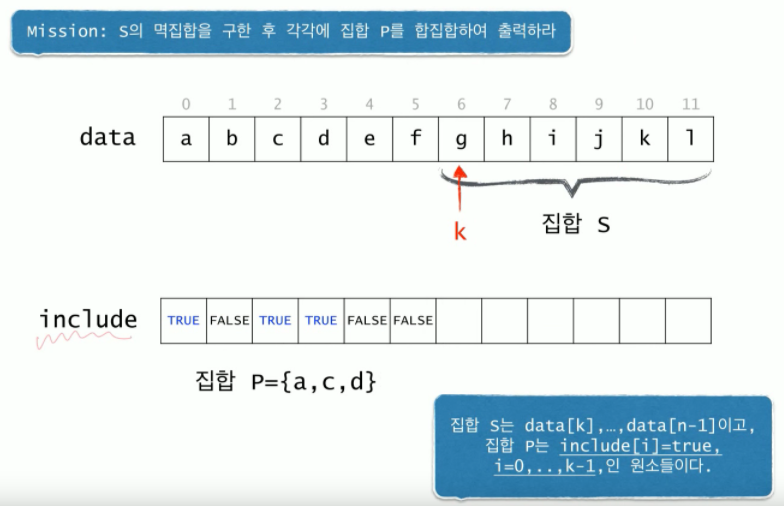 Mission: S의 멱집합을 구한 후 각각에 집합 P를 합집합하여 출력하라
0 1 2 3 4 5 6 7 8 9 10 11
data a b c d e f g h i j k l
k
집합 S
include TRUE FALSE TRUE TRUE FALSE FALSE
집합 P={a,c,d}
집합 S는 data[k],…,data[n-1]이고,
집합 P는 include[i]=true,
i=0,..,k-1,인 원소들이다.